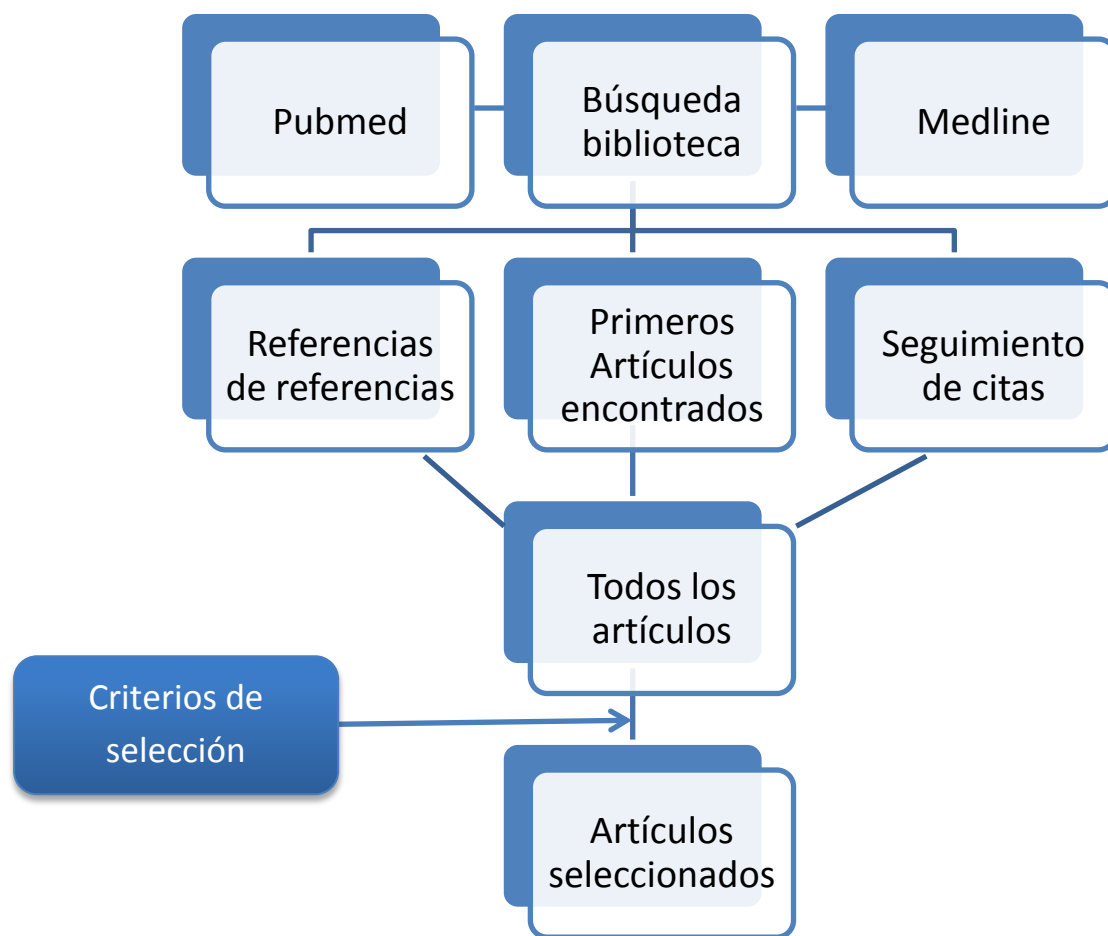 Pubmed
Búsqueda
biblioteca
Medline
Referencias
de referencias
Primeros
Artículos
encontrados
Seguimiento
de citas
Todos los
artículos
Criterios de
selección
Artículos
seleccionados